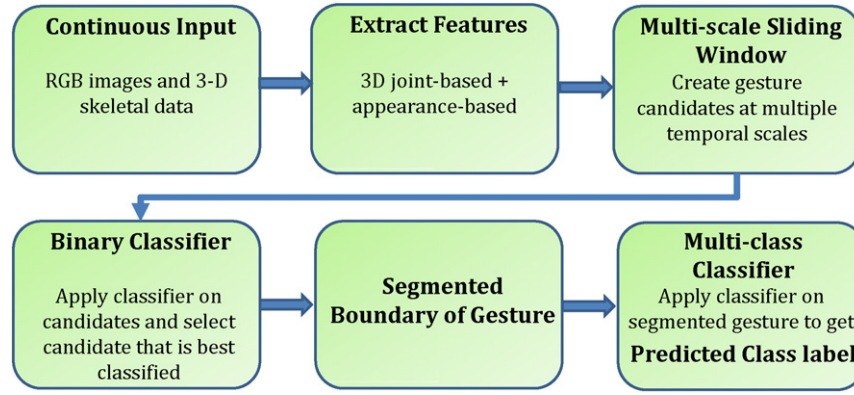 Continuous Input
RGB images and 3-D
skeletal data
Extract Features
3D joint-based +
appearance-based
Multi-scale Sliding
Window
Create gesture
candidates at multiple
temporal scales
Binary Classifier
Apply classifier on
candidates and select
candidate that is best
classified
Segmented
Boundary of Gesture
Multi-class
Classifier
Apply classifier on
segmented gesture to get
Predicted Class label